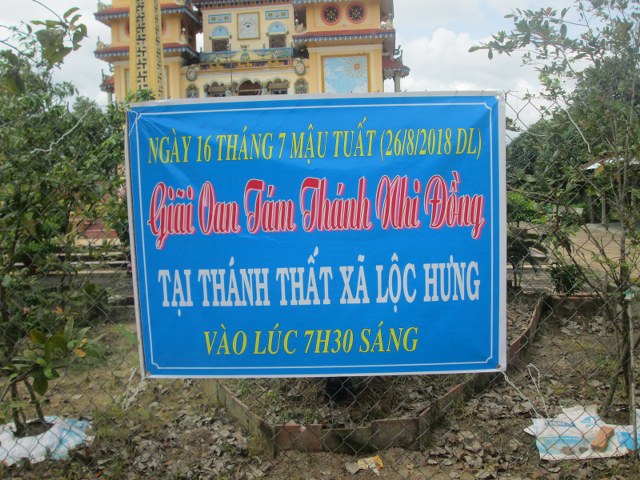 NGÀY 16 THÁNG 7 MẬU TUẤT (26/8/2018 DL)
Giải Oan Tám Thánh Nhi Đồng
TẠI THÁNH THẤT XÃ LỘC HƯNG
VÀO LÚC 7H30 SÁNG